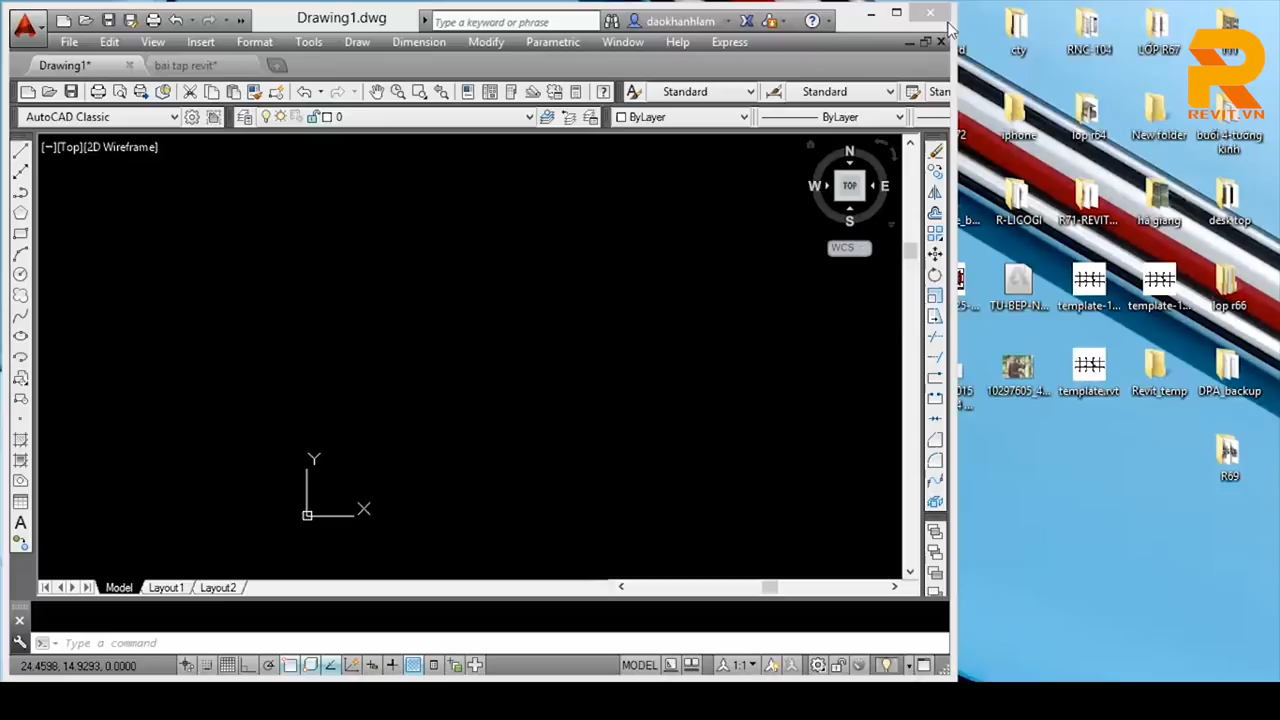 Drawing1.dwg
Type a keyword or phrase
daokhanhlam
File Edit View Insert Format Tools Draw Dimension Modify Parametric Window Help Express
Drawing1*
bai tap revit*
Standard
Standard
Stan
AutoCAD Classic
0
ByLayer
ByLayer
[−][Top][2D Wireframe]
N
W TOP E
S
WCS
Y
X
Model Layout1 Layout2
Type a command
24.4598, 14.9293, 0.0000
MODEL
1:1
cty
RNC-104
LỚP R67
REVIT.VN
iphone
lop r64
New folder
buổi 4-tường kính
R-LICOGI
R71-REVIT...
hà giang
desktop
TU-BEP-N...
template-1...
template-1...
lop r66
10297605_4...
template.rvt
Revit_temp
DPA_backup
R69